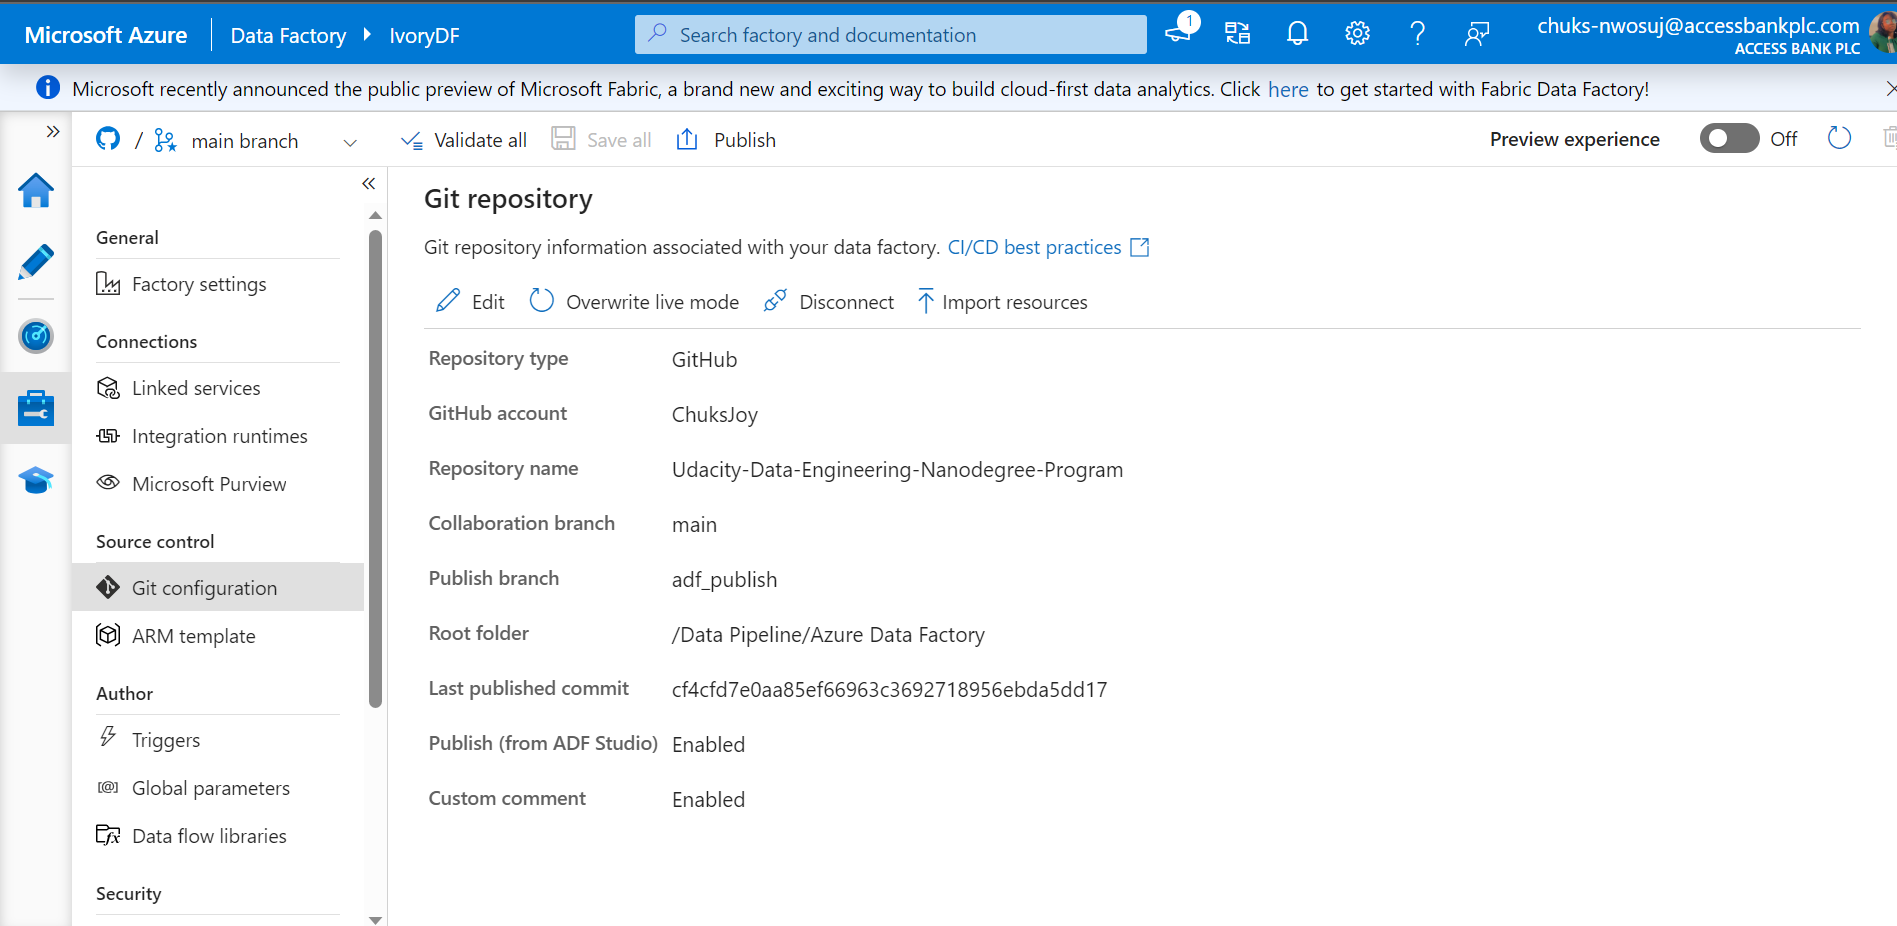 Microsoft Azure
Data Factory
IvoryDF
Search factory and documentation
1
chuks-nwosuj@accessbankplc.com
ACCESS BANK PLC
Microsoft recently announced the public preview of Microsoft Fabric, a brand new and exciting way to build cloud-first data analytics. Click here to get started with Fabric Data Factory!
/ main branch
Validate all
Save all
Publish
Preview experience
Off
General
Factory settings
Connections
Linked services
Integration runtimes
Microsoft Purview
Source control
Git configuration
ARM template
Author
Triggers
Global parameters
Data flow libraries
Security
Git repository
Git repository information associated with your data factory. CI/CD best practices
Edit
Overwrite live mode
Disconnect
Import resources
Repository type GitHub
GitHub account ChuksJoy
Repository name Udacity-Data-Engineering-Nanodegree-Program
Collaboration branch main
Publish branch adf_publish
Root folder /Data Pipeline/Azure Data Factory
Last published commit cf4cfd7e0aa85ef66963c3692718956ebda5dd17
Publish (from ADF Studio) Enabled
Custom comment Enabled